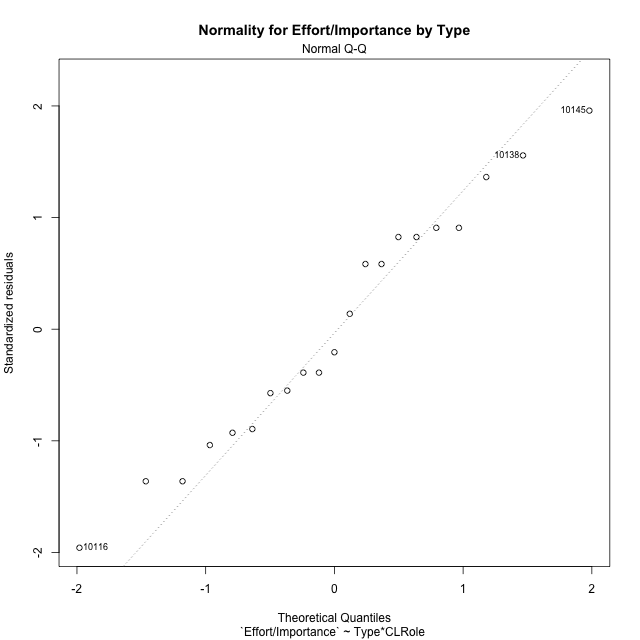 Normality for Effort/Importance by Type
Normal Q-Q
2
1
0
-1
-2
Standardized residuals
10145
10138
10116
-2 -1 0 1 2
Theoretical Quantiles
`Effort/Importance` ~ Type*CLRole